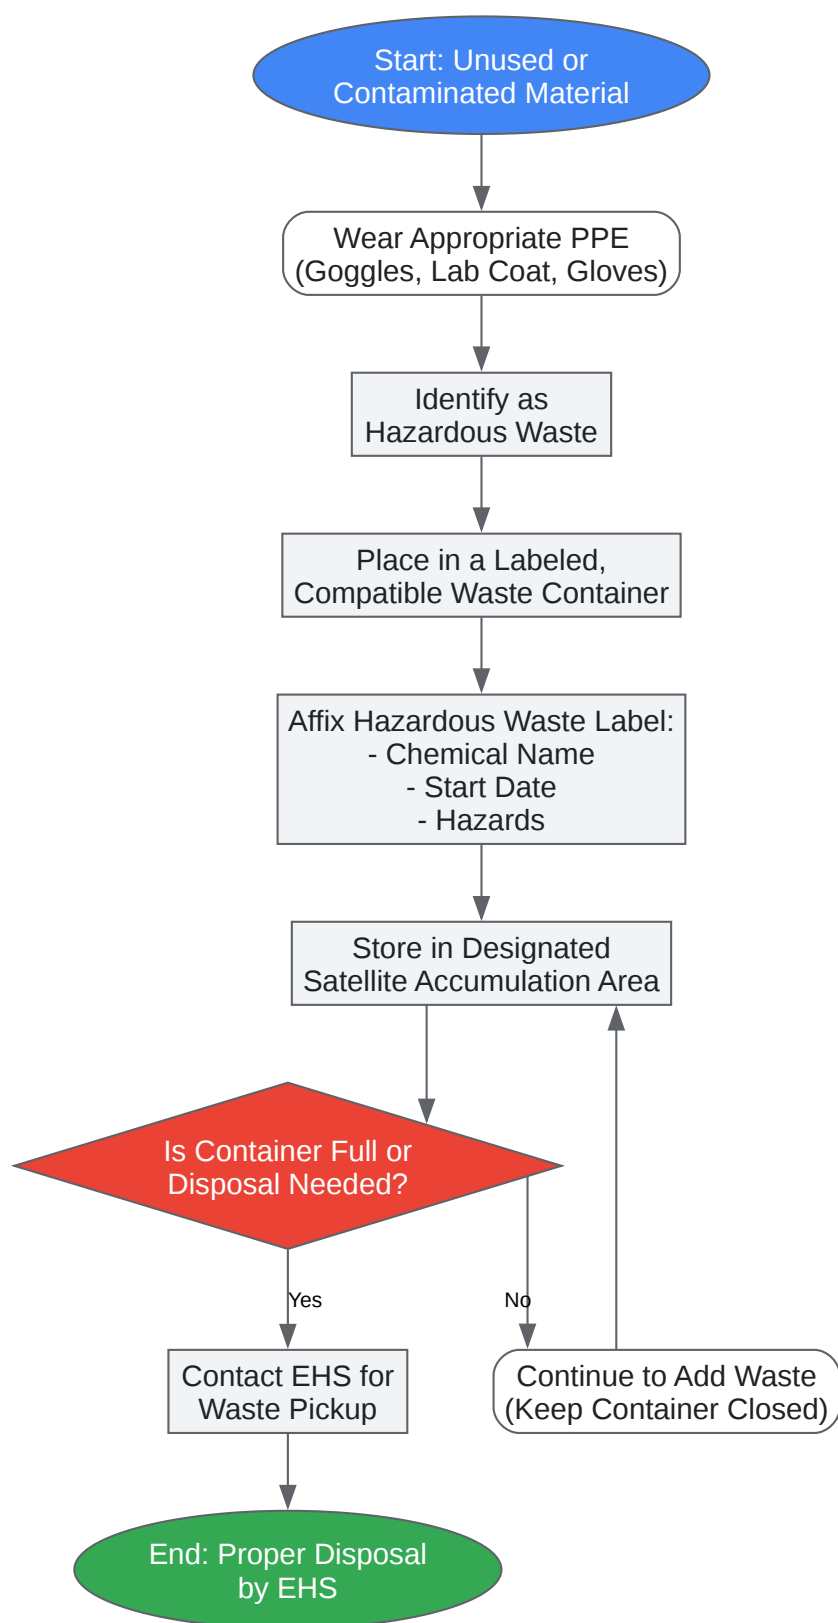 Start: Unused or
Contaminated Material
Wear Appropriate PPE
(Goggles, Lab Coat, Gloves)
Identify as
Hazardous Waste
Place in a Labeled,
Compatible Waste Container
Affix Hazardous Waste Label:
- Chemical Name
- Start Date
- Hazards
Store in Designated
Satellite Accumulation Area
Is Container Full or
Disposal Needed?
Yes
No
Contact EHS for
Waste Pickup
Continue to Add Waste
(Keep Container Closed)
End: Proper Disposal
by EHS